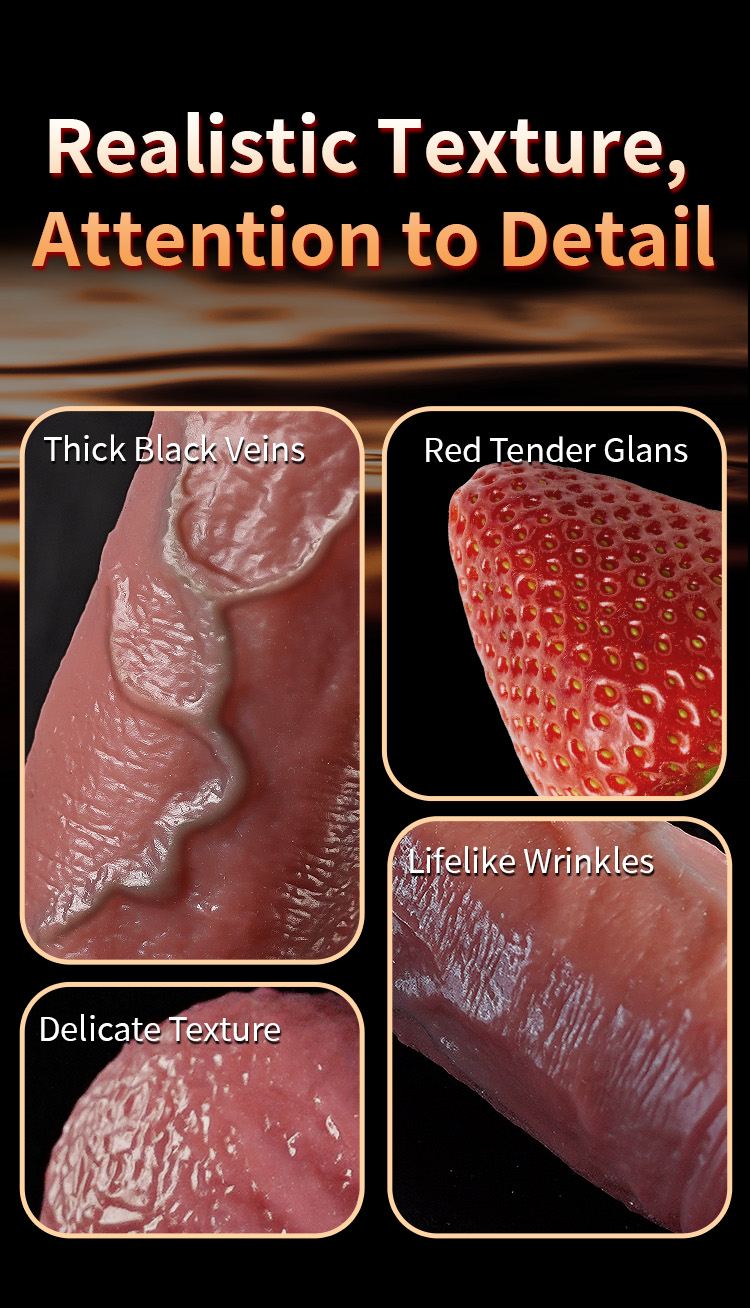 Realistic Texture,
Attention to Detail
Thick Black Veins
Red Tender Glans
Lifelike Wrinkles
Delicate Texture